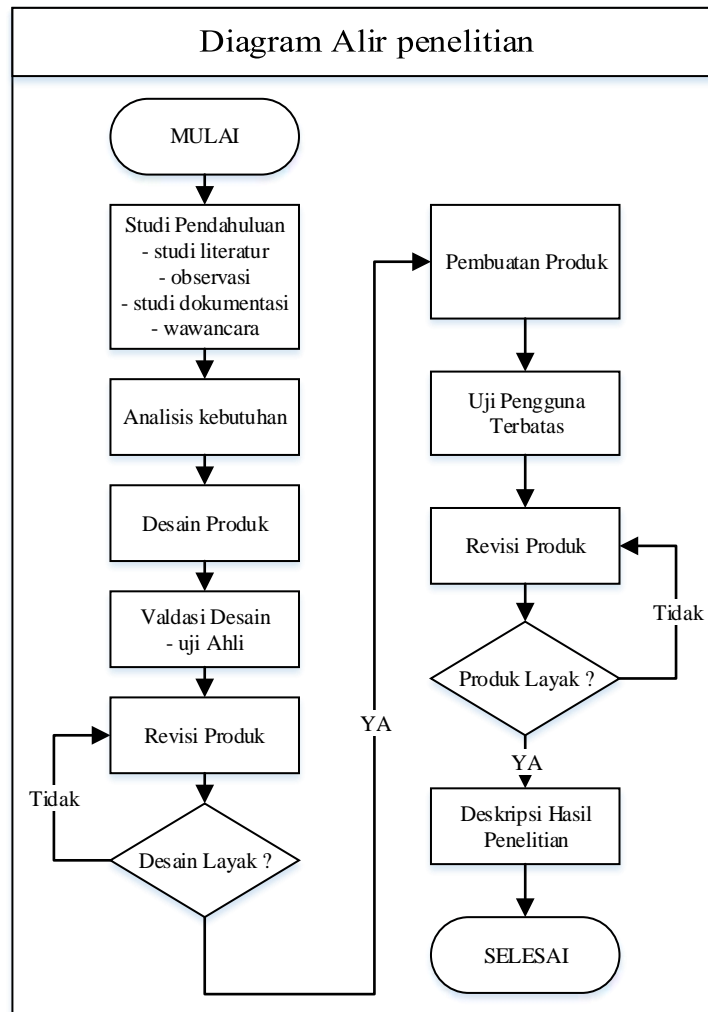 Diagram Alir penelitian
MULAI
Studi Pendahuluan
- studi literatur
- observasi
- studi dokumentasi
- wawancara
Analisis kebutuhan
Desain Produk
Valdasi Desain
- uji Ahli
Revisi Produk
Tidak
Desain Layak ?
YA
Pembuatan Produk
Uji Pengguna
Terbatas
Revisi Produk
Tidak
Produk Layak ?
YA
Deskripsi Hasil
Penelitian
SELESAI